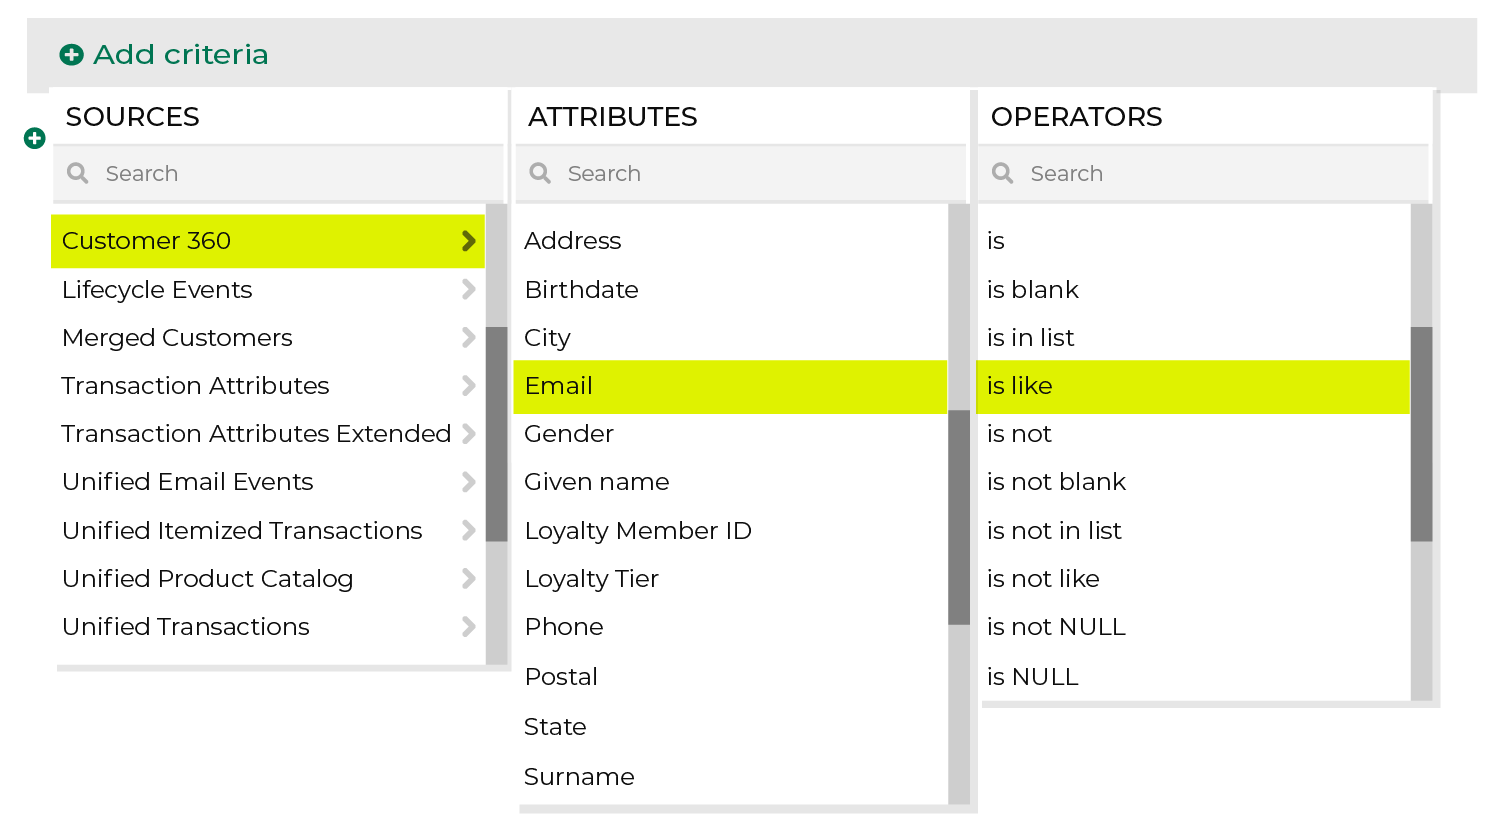 Add criteria
SOURCES
Search
Customer 360
Lifecycle Events
Merged Customers
Transaction Attributes
Transaction Attributes Extended
Unified Email Events
Unified Itemized Transactions
Unified Product Catalog
Unified Transactions
ATTRIBUTES
Search
Address
Birthdate
City
Email
Gender
Given name
Loyalty Member ID
Loyalty Tier
Phone
Postal
State
Surname
OPERATORS
Search
is
is blank
is in list
is like
is not
is not blank
is not in list
is not like
is not NULL
is NULL